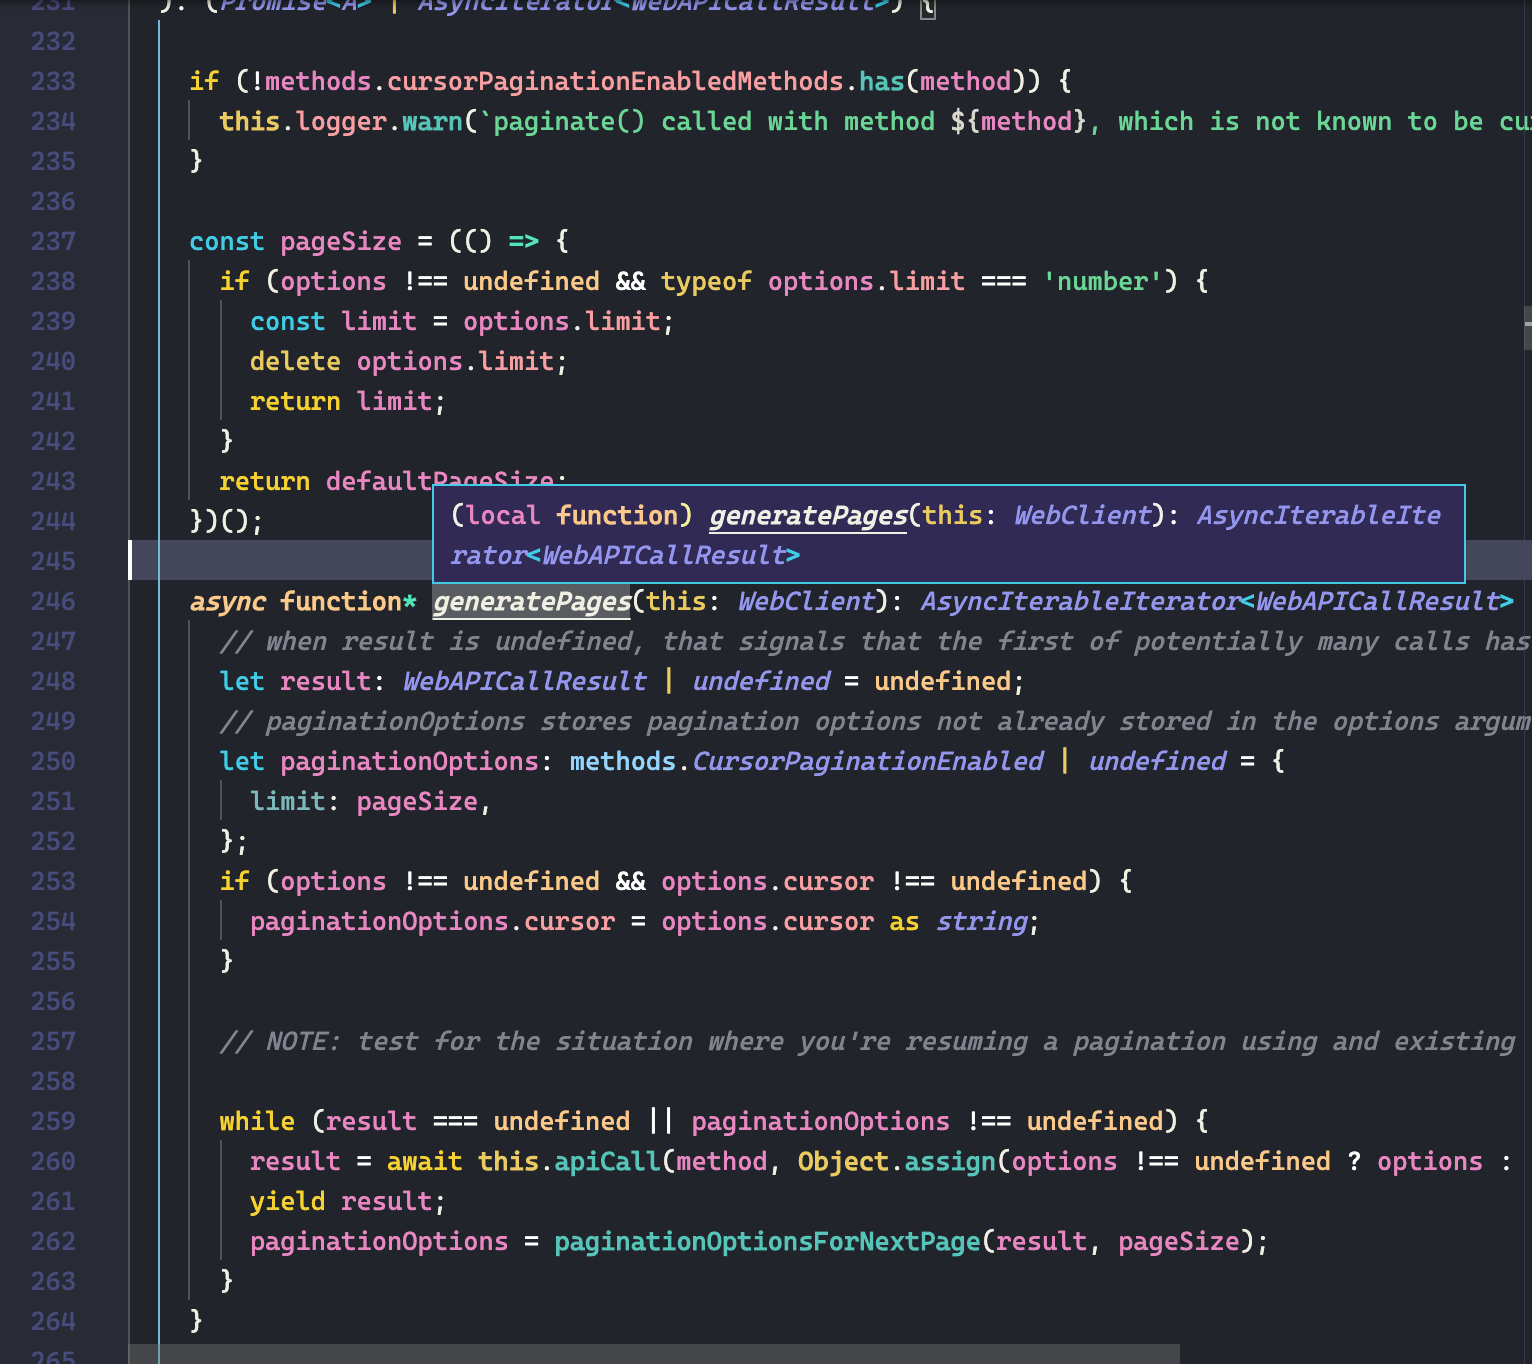 231 ): (Promise<A> | AsyncIterator<WebAPICallResult>) {
232
233 if (!methods.cursorPaginationEnabledMethods.has(method)) {
234 this.logger.warn(`paginate() called with method ${method}, which is not known to be cu
235 }
236
237 const pageSize = (() => {
238 if (options !== undefined && typeof options.limit === 'number') {
239 const limit = options.limit;
240 delete options.limit;
241 return limit;
242 }
243 return defaultPageSize;
244 })();
(local function) generatePages(this: WebClient): AsyncIterableIte
rator<WebAPICallResult>
245
246 async function* generatePages(this: WebClient): AsyncIterableIterator<WebAPICallResult>
247 // when result is undefined, that signals that the first of potentially many calls has
248 let result: WebAPICallResult | undefined = undefined;
249 // paginationOptions stores pagination options not already stored in the options argum
250 let paginationOptions: methods.CursorPaginationEnabled | undefined = {
251 limit: pageSize,
252 };
253 if (options !== undefined && options.cursor !== undefined) {
254 paginationOptions.cursor = options.cursor as string;
255 }
256
257 // NOTE: test for the situation where you're resuming a pagination using and existing
258
259 while (result === undefined || paginationOptions !== undefined) {
260 result = await this.apiCall(method, Object.assign(options !== undefined ? options :
261 yield result;
262 paginationOptions = paginationOptionsForNextPage(result, pageSize);
263 }
264 }
265